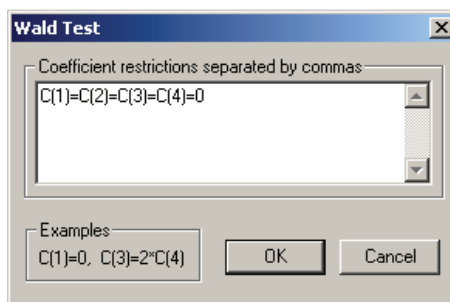 Wald Test
Coefficient restrictions separated by commas
C(1)=C(2)=C(3)=C(4)=0
Examples
C(1)=0, C(3)=2*C(4)
OK
Cancel